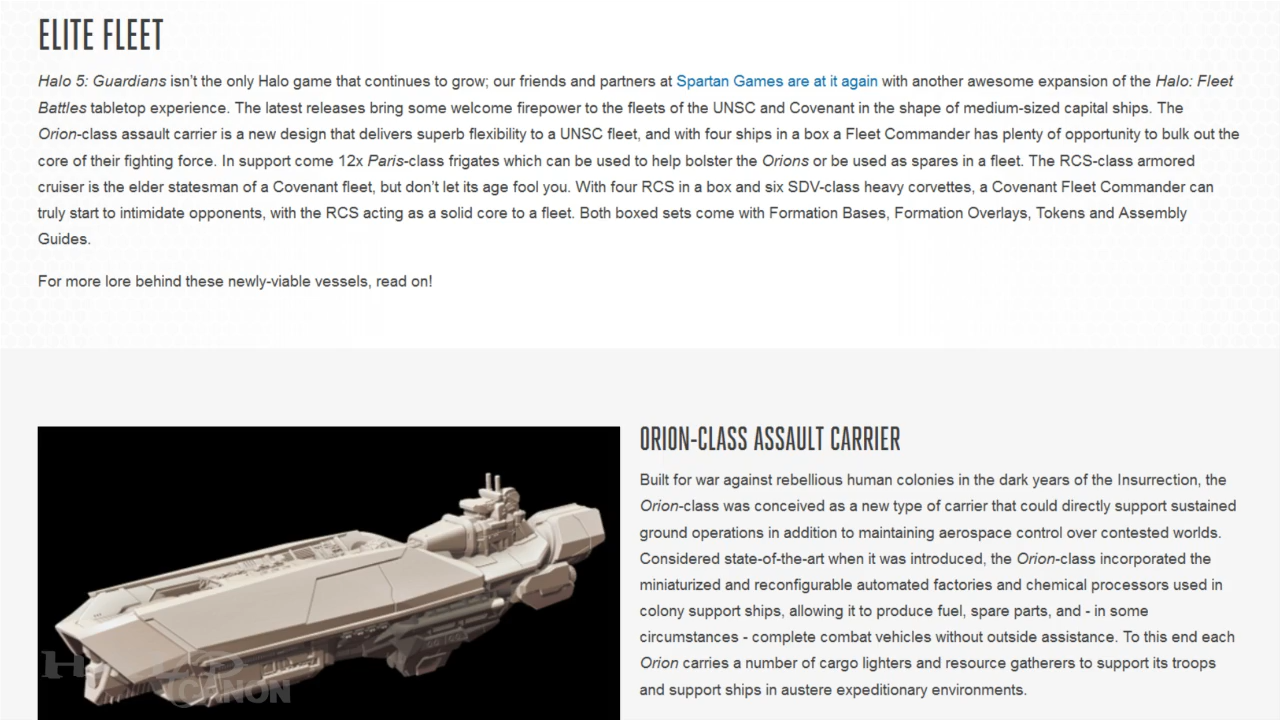 ELITE FLEET
Halo 5: Guardians isn't the only Halo game that continues to grow; our friends and partners at Spartan Games are at it again with another awesome expansion of the Halo: Fleet
Battles tabletop experience. The latest releases bring some welcome firepower to the fleets of the UNSC and Covenant in the shape of medium-sized capital ships. The
Orion-class assault carrier is a new design that delivers superb flexibility to a UNSC fleet, and with four ships in a box a Fleet Commander has plenty of opportunity to bulk out the
core of their fighting force. In support come 12x Paris-class frigates which can be used to help bolster the Orions or be used as spares in a fleet. The RCS-class armored
cruiser is the elder statesman of a Covenant fleet, but don't let its age fool you. With four RCS in a box and six SDV-class heavy corvettes, a Covenant Fleet Commander can
truly start to intimidate opponents, with the RCS acting as a solid core to a fleet. Both boxed sets come with Formation Bases, Formation Overlays, Tokens and Assembly
Guides.
For more lore behind these newly-viable vessels, read on!
ORION-CLASS ASSAULT CARRIER
Built for war against rebellious human colonies in the dark years of the Insurrection, the
Orion-class was conceived as a new type of carrier that could directly support sustained
ground operations in addition to maintaining aerospace control over contested worlds.
Considered state-of-the-art when it was introduced, the Orion-class incorporated the
miniaturized and reconfigurable automated factories and chemical processors used in
colony support ships, allowing it to produce fuel, spare parts, and - in some
circumstances - complete combat vehicles without outside assistance. To this end each
Orion carries a number of cargo lighters and resource gatherers to support its troops
and support ships in austere expeditionary environments.